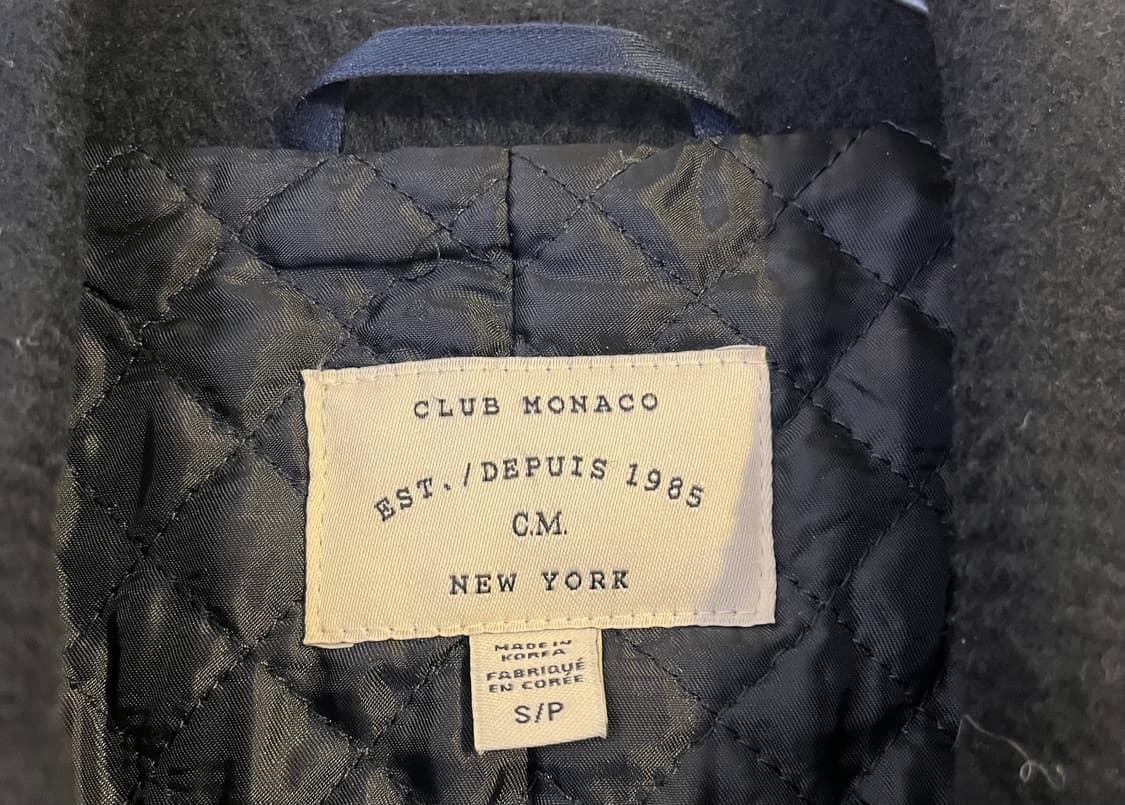 CLUB MONACO
EST./DEPUIS 1985
C.M.
NEW YORK
MADE IN
KOREA
FABRIQUÉ
EN CORÉE
S/P